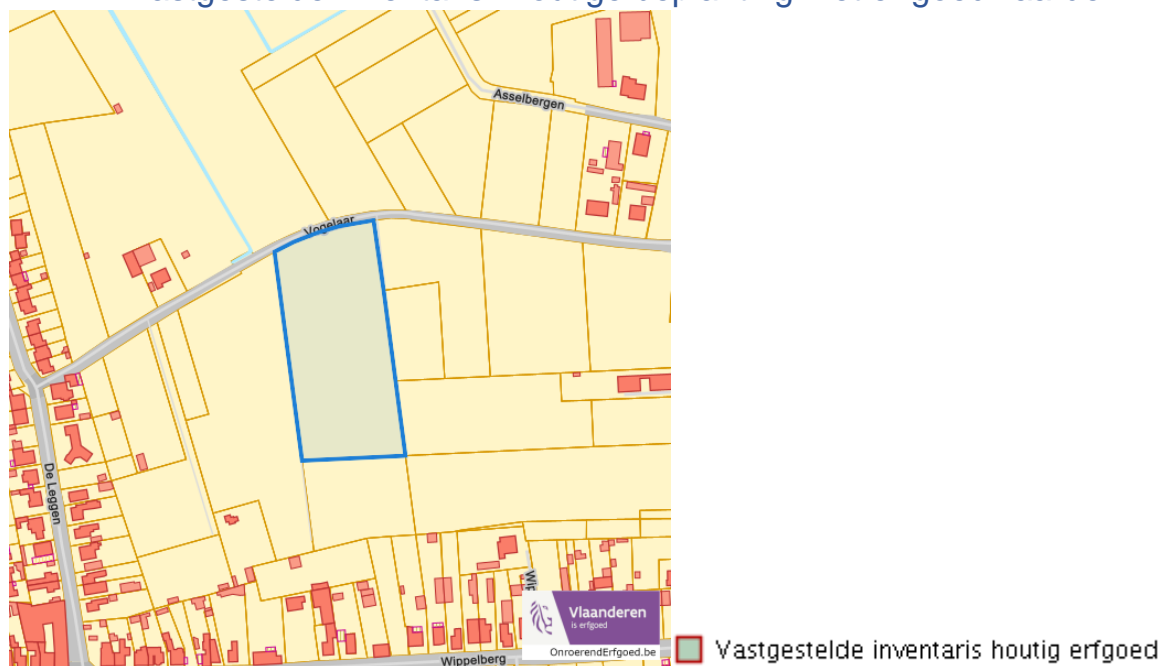 Asselbergen
Vogelaar
De Leggen
Vlaanderen
is erfgoed
OnroerendErfgoed.be
Wippelberg
Vastgestelde inventaris houtig erfgoed